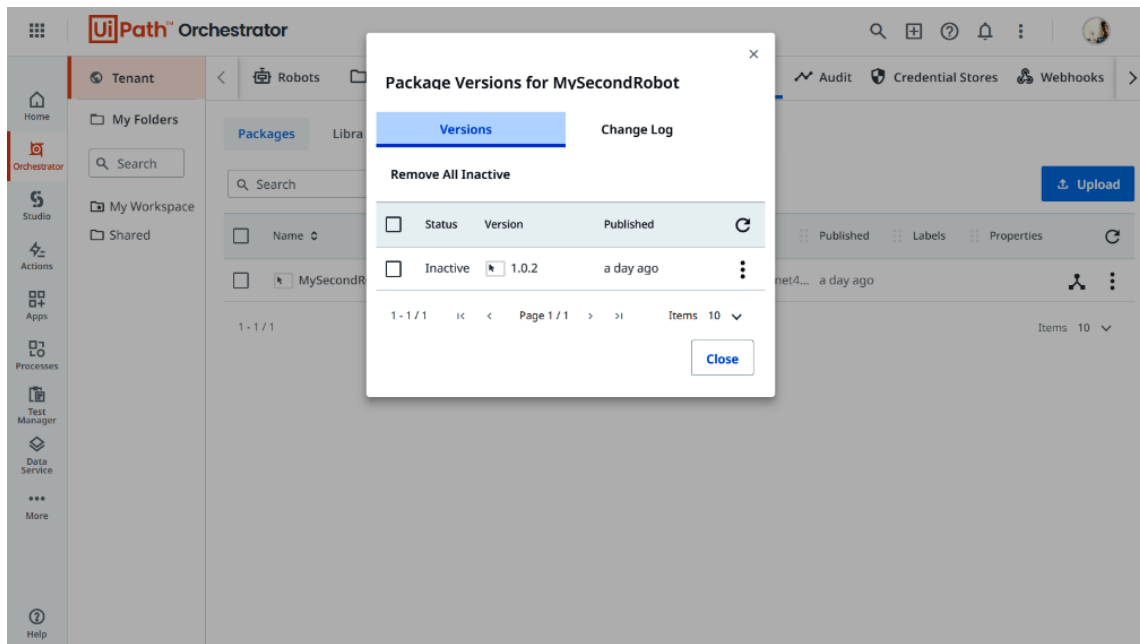 UiPath™ Orchestrator
Home
Orchestrator
Studio
Actions
Apps
Processes
Test
Manager
Data
Service
More
Help
Tenant
My Folders
Search
My Workspace
Shared
Robots
Audit
Credential Stores
Webhooks
Packages
Libra
Search
Upload
Name
Published
Labels
Properties
MySecondR
net4... a day ago
1 - 1 / 1
Items 10
Package Versions for MySecondRobot
Versions
Change Log
Remove All Inactive
Status Version Published
Inactive 1.0.2 a day ago
1 - 1 / 1 Page 1 / 1 Items 10
Close